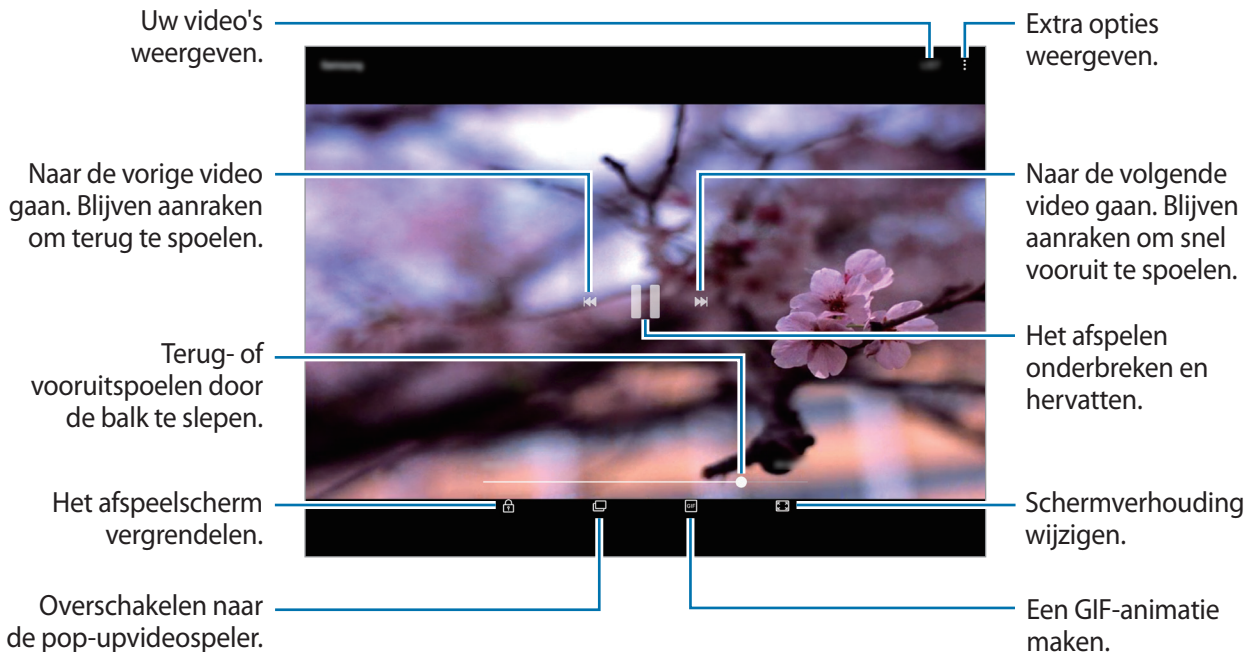 Uw video's
weergeven.
Extra opties
weergeven.
Samsung
Naar de vorige video
gaan. Blijven aanraken
om terug te spoelen.
Naar de volgende
video gaan. Blijven
aanraken om snel
vooruit te spoelen.
Het afspelen
onderbreken en
hervatten.
Terug- of
vooruitspoelen door
de balk te slepen.
Het afspeelscherm
vergrendelen.
GIF
Schermverhouding
wijzigen.
Overschakelen naar
de pop-upvideospeler.
Een GIF-animatie
maken.